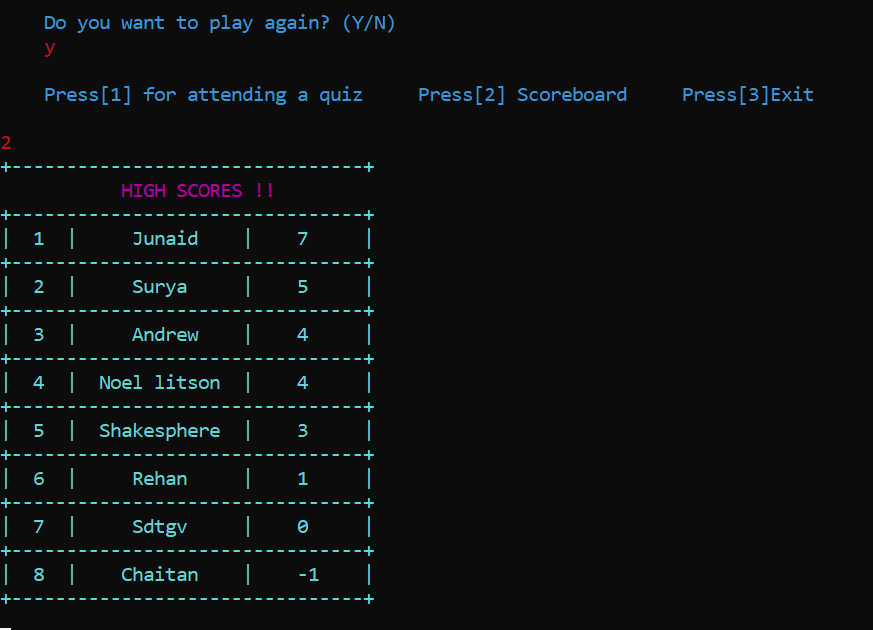 Do you want to play again? (Y/N)
y
Press[1] for attending a quiz     Press[2] Scoreboard     Press[3]Exit
2
+--------------------------------+
HIGH SCORES !!
+--------------------------------+
|  1  |     Junaid    |    7     |
+--------------------------------+
|  2  |     Surya     |    5     |
+--------------------------------+
|  3  |     Andrew    |    4     |
+--------------------------------+
|  4  |  Noel litson  |    4     |
+--------------------------------+
|  5  |  Shakesphere  |    3     |
+--------------------------------+
|  6  |     Rehan     |    1     |
+--------------------------------+
|  7  |     Sdtgv     |    0     |
+--------------------------------+
|  8  |    Chaitan    |    -1    |
+--------------------------------+